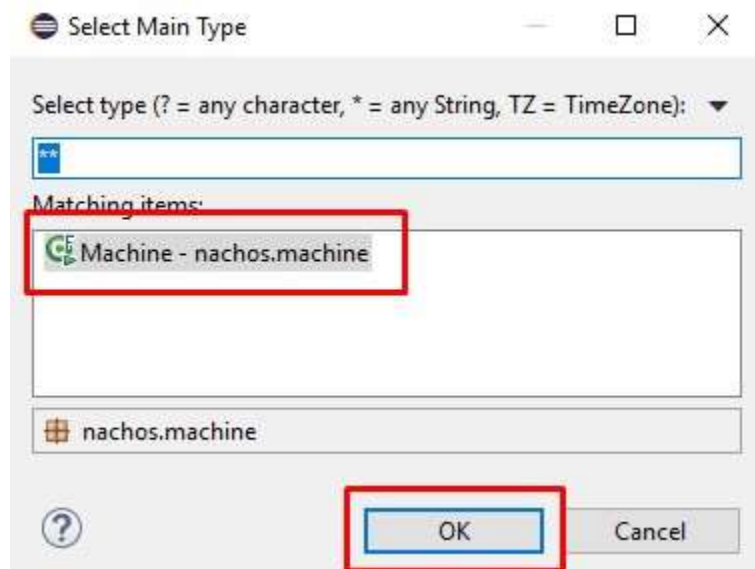 Select Main Type
Select type (? = any character, * = any String, TZ = TimeZone):
**
Matching items:
Machine - nachos.machine
nachos.machine
OK
Cancel